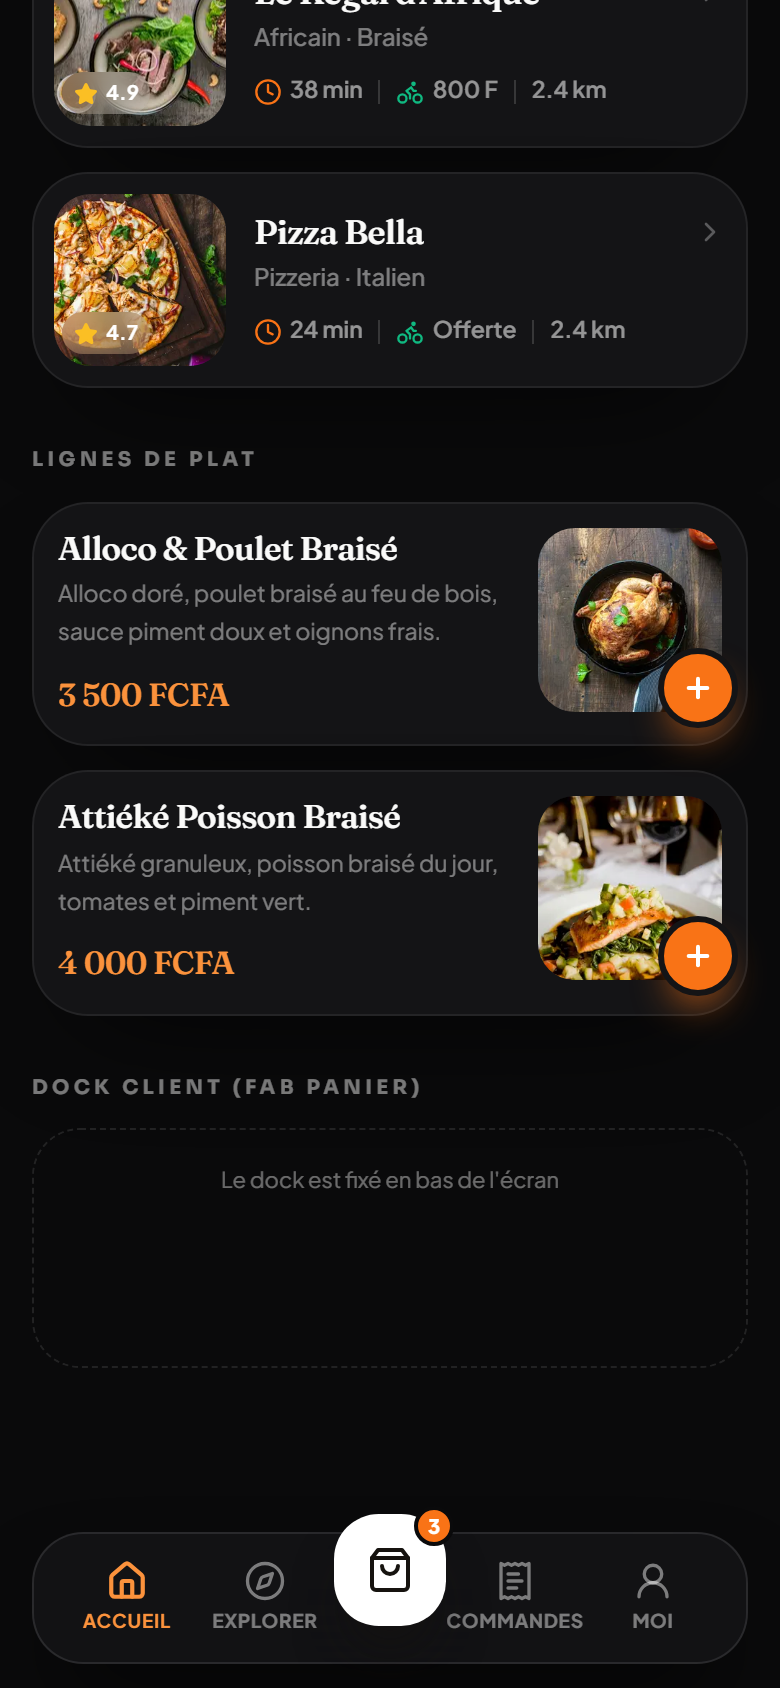 Le Régal d'Afrique
Africain · Braisé
4.9
38 min
800 F
2.4 km
Pizza Bella
Pizzeria · Italien
4.7
24 min
Offerte
2.4 km
LIGNES DE PLAT
Alloco & Poulet Braisé
Alloco doré, poulet braisé au feu de bois,
sauce piment doux et oignons frais.
3 500 FCFA
Attiéké Poisson Braisé
Attiéké granuleux, poisson braisé du jour,
tomates et piment vert.
4 000 FCFA
DOCK CLIENT (FAB PANIER)
Le dock est fixé en bas de l'écran
3
ACCUEIL
EXPLORER
COMMANDES
MOI